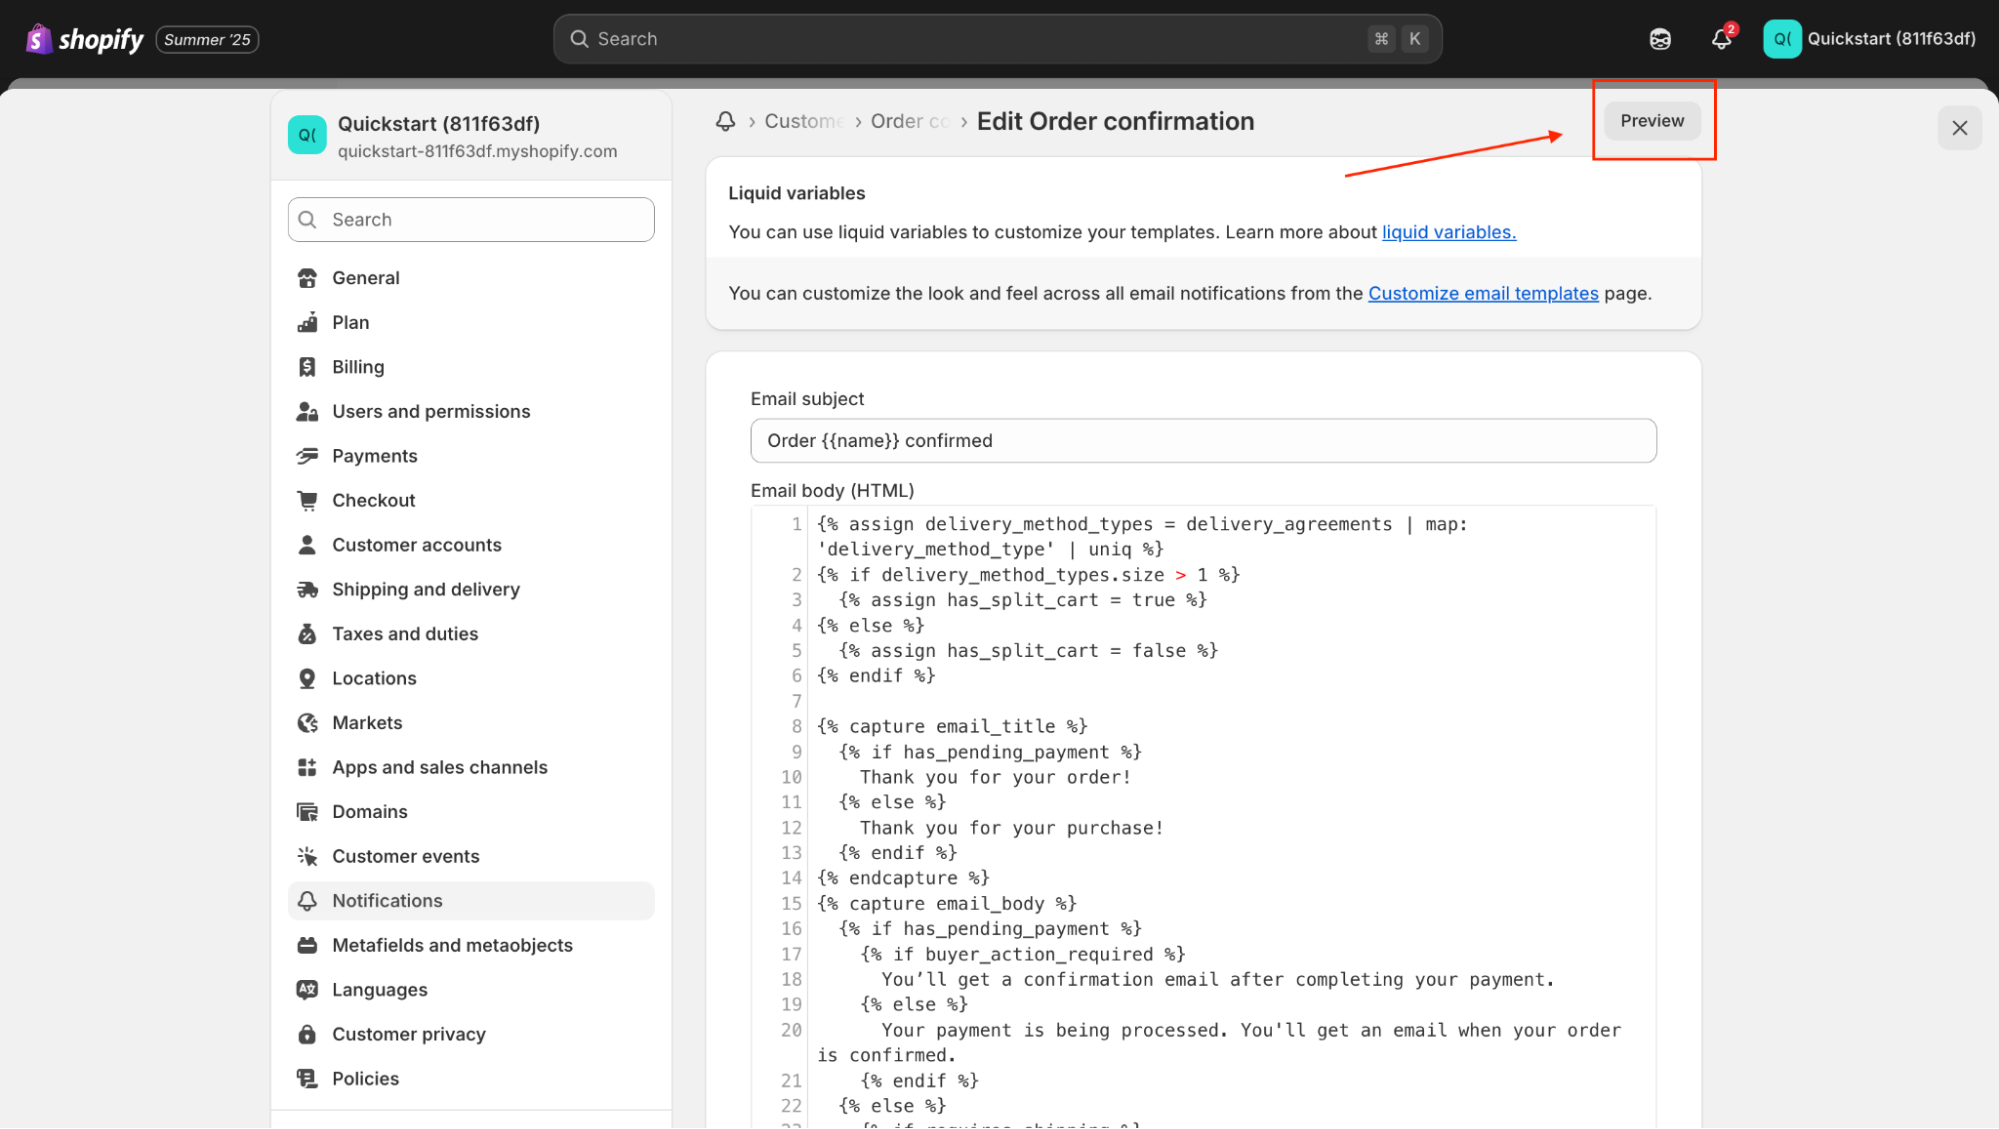 shopify Summer '25
Search
⌘ K
2
Q( Quickstart (811f63df)
Q( Quickstart (811f63df)
quickstart-811f63df.myshopify.com
Search
General
Plan
Billing
Users and permissions
Payments
Checkout
Customer accounts
Shipping and delivery
Taxes and duties
Locations
Markets
Apps and sales channels
Domains
Customer events
Notifications
Metafields and metaobjects
Languages
Customer privacy
Policies
› Custome › Order co › Edit Order confirmation
Preview
Liquid variables
You can use liquid variables to customize your templates. Learn more about liquid variables.
You can customize the look and feel across all email notifications from the Customize email templates page.
Email subject
Order {{name}} confirmed
Email body (HTML)
1 {% assign delivery_method_types = delivery_agreements | map:
'delivery_method_type' | uniq %}
2 {% if delivery_method_types.size > 1 %}
3 {% assign has_split_cart = true %}
4 {% else %}
5 {% assign has_split_cart = false %}
6 {% endif %}
7
8 {% capture email_title %}
9 {% if has_pending_payment %}
10 Thank you for your order!
11 {% else %}
12 Thank you for your purchase!
13 {% endif %}
14 {% endcapture %}
15 {% capture email_body %}
16 {% if has_pending_payment %}
17 {% if buyer_action_required %}
18 You’ll get a confirmation email after completing your payment.
19 {% else %}
20 Your payment is being processed. You'll get an email when your order
is confirmed.
21 {% endif %}
22 {% else %}
23 {% if requires_shipping %}